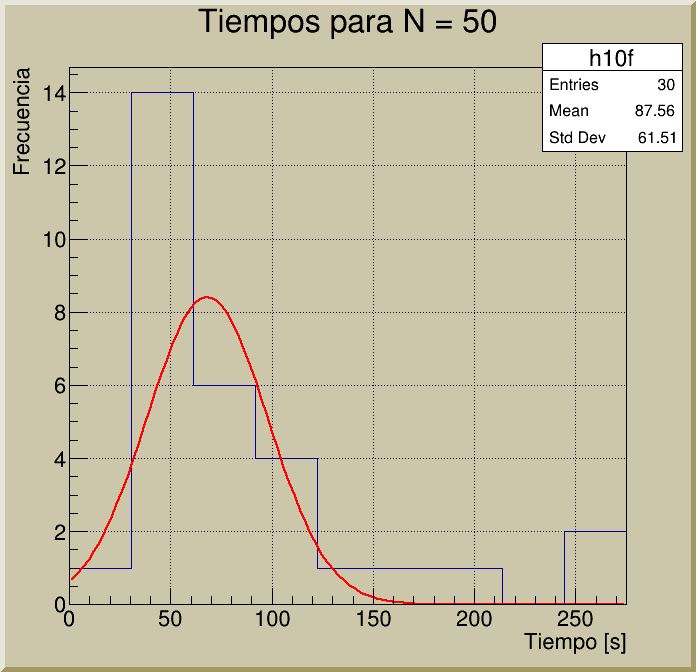 Tiempos para N = 50
h10f
Entries 30
Mean 87.56
Std Dev 61.51
Frecuencia
14
12
10
8
6
4
2
0
0 50 100 150 200 250
Tiempo [s]